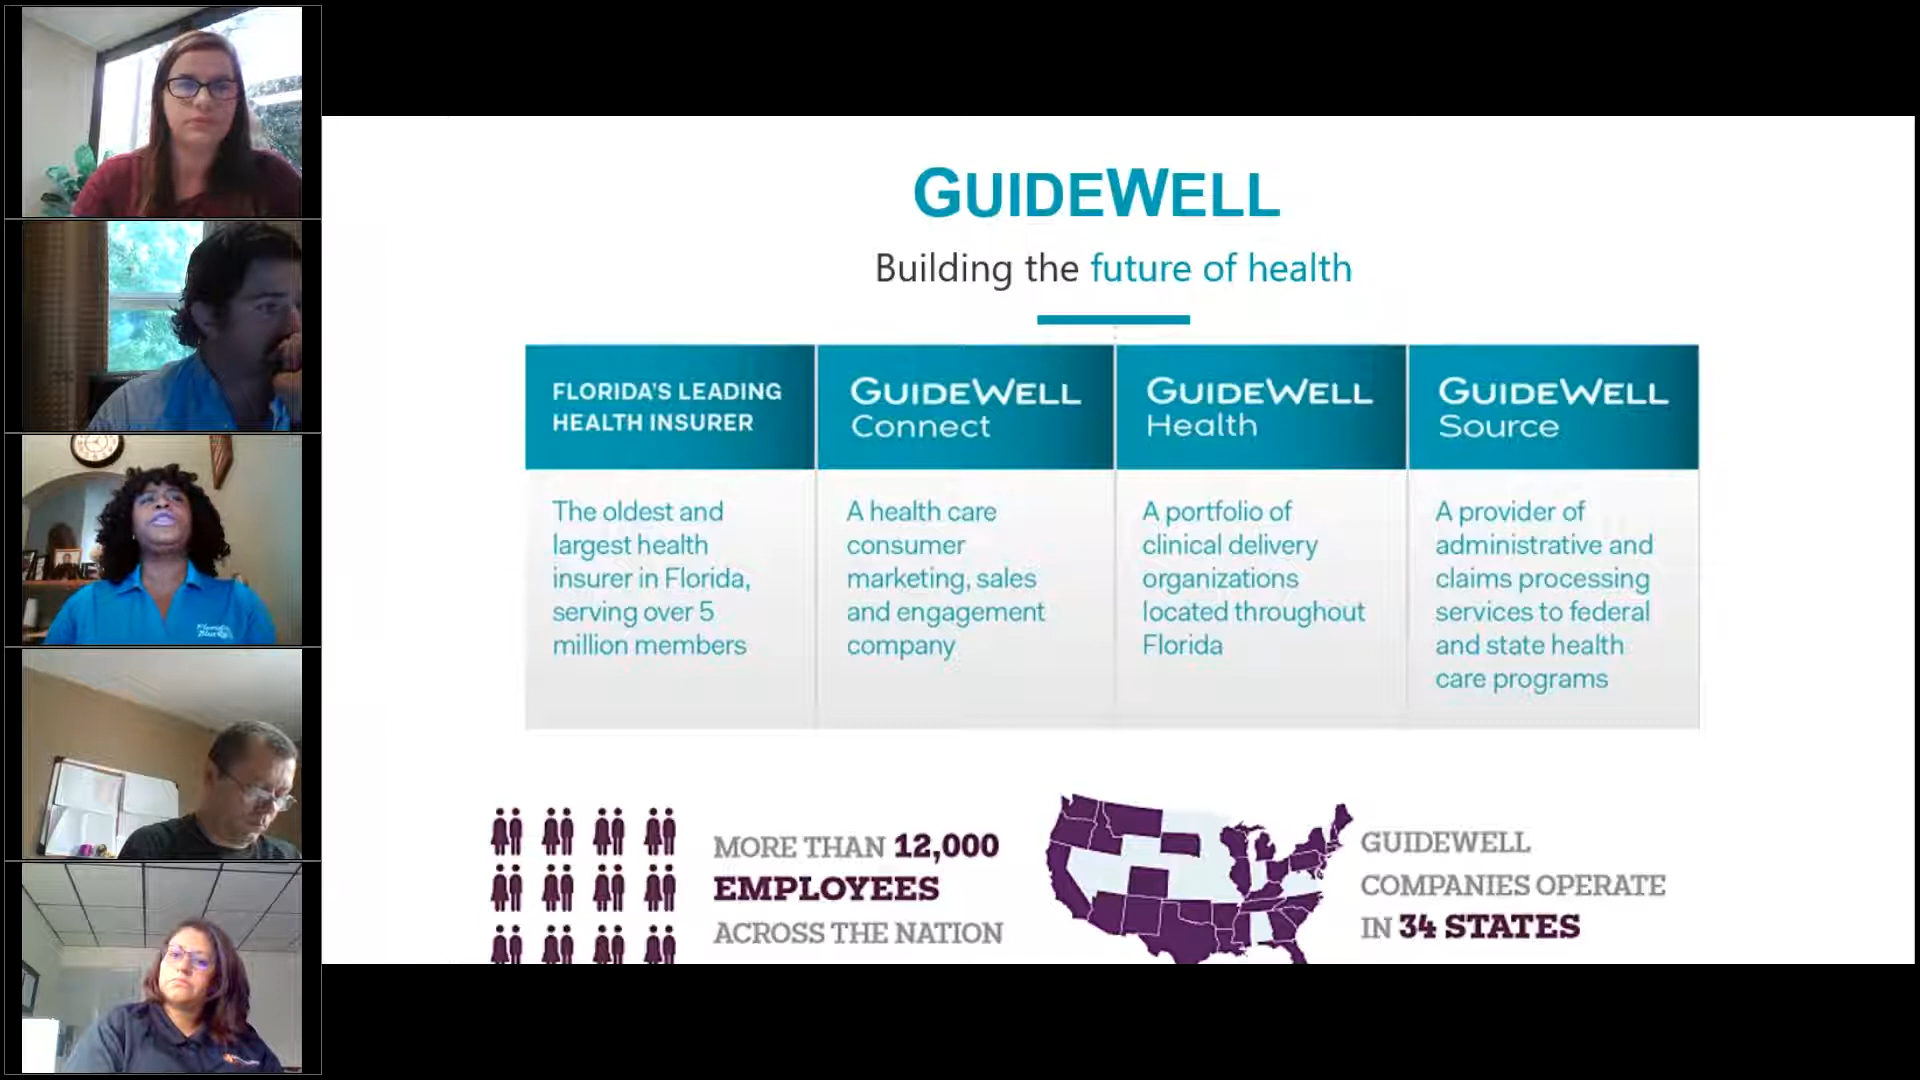 GUIDEWELL
Building the future of health
FLORIDA'S LEADING
HEALTH INSURER
The oldest and
largest health
insurer in Florida,
serving over 5
million members
GUIDEWELL
Connect
A health care
consumer
marketing, sales
and engagement
company
GUIDEWELL
Health
A portfolio of
clinical delivery
organizations
located throughout
Florida
GUIDEWELL
Source
A provider of
administrative and
claims processing
services to federal
and state health
care programs
MORE THAN 12,000
EMPLOYEES
ACROSS THE NATION
GUIDEWELL
COMPANIES OPERATE
IN 34 STATES
Florida
Blue